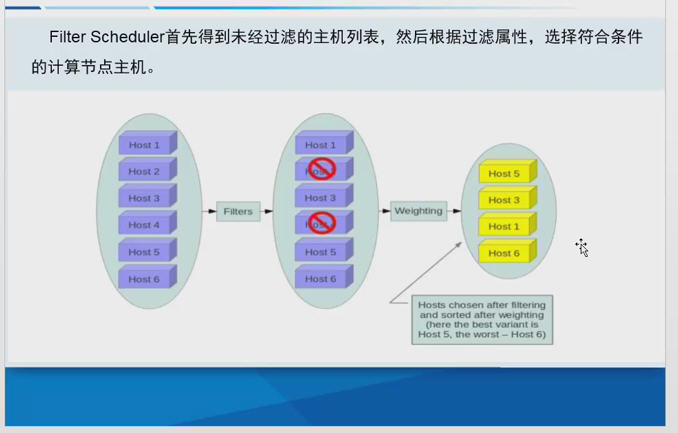 Filter Scheduler首先得到未经过滤的主机列表，然后根据过滤属性，选择符合条件
的计算节点主机。
Host 1
Host 2
Host 3
Host 4
Host 5
Host 6
Filters
Host 1
Host 3
Host 5
Host 6
Weighting
Host 5
Host 3
Host 1
Host 6
Hosts chosen after filtering
and sorted after weighting
(here the best variant is
Host 5, the worst – Host 6)